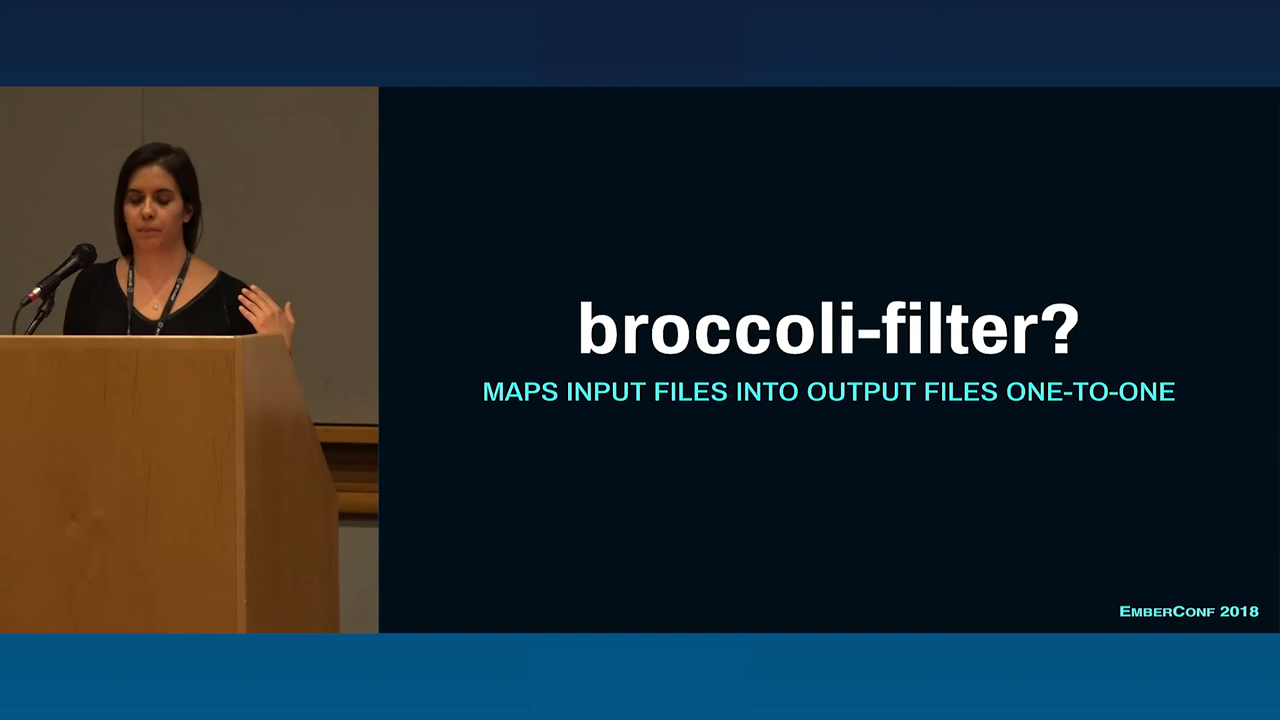 broccoli-filter?
MAPS INPUT FILES INTO OUTPUT FILES ONE-TO-ONE
EMBERCONF 2018